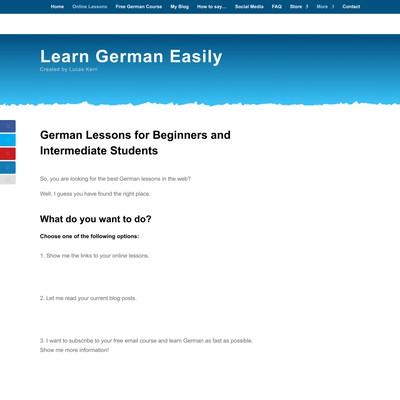 Home Online Lessons Free German Course My Blog How to say... Social Media FAQ Store 3 More 3 Contact
Learn German Easily
Created by Lucas Kern
German Lessons for Beginners and
Intermediate Students
So, you are looking for the best German lessons in the web?
Well, I guess you have found the right place.
What do you want to do?
Choose one of the following options:
1. Show me the links to your online lessons.
2. Let me read your current blog posts.
3. I want to subscribe to your free email course and learn German as fast as possible.
Show me more information!